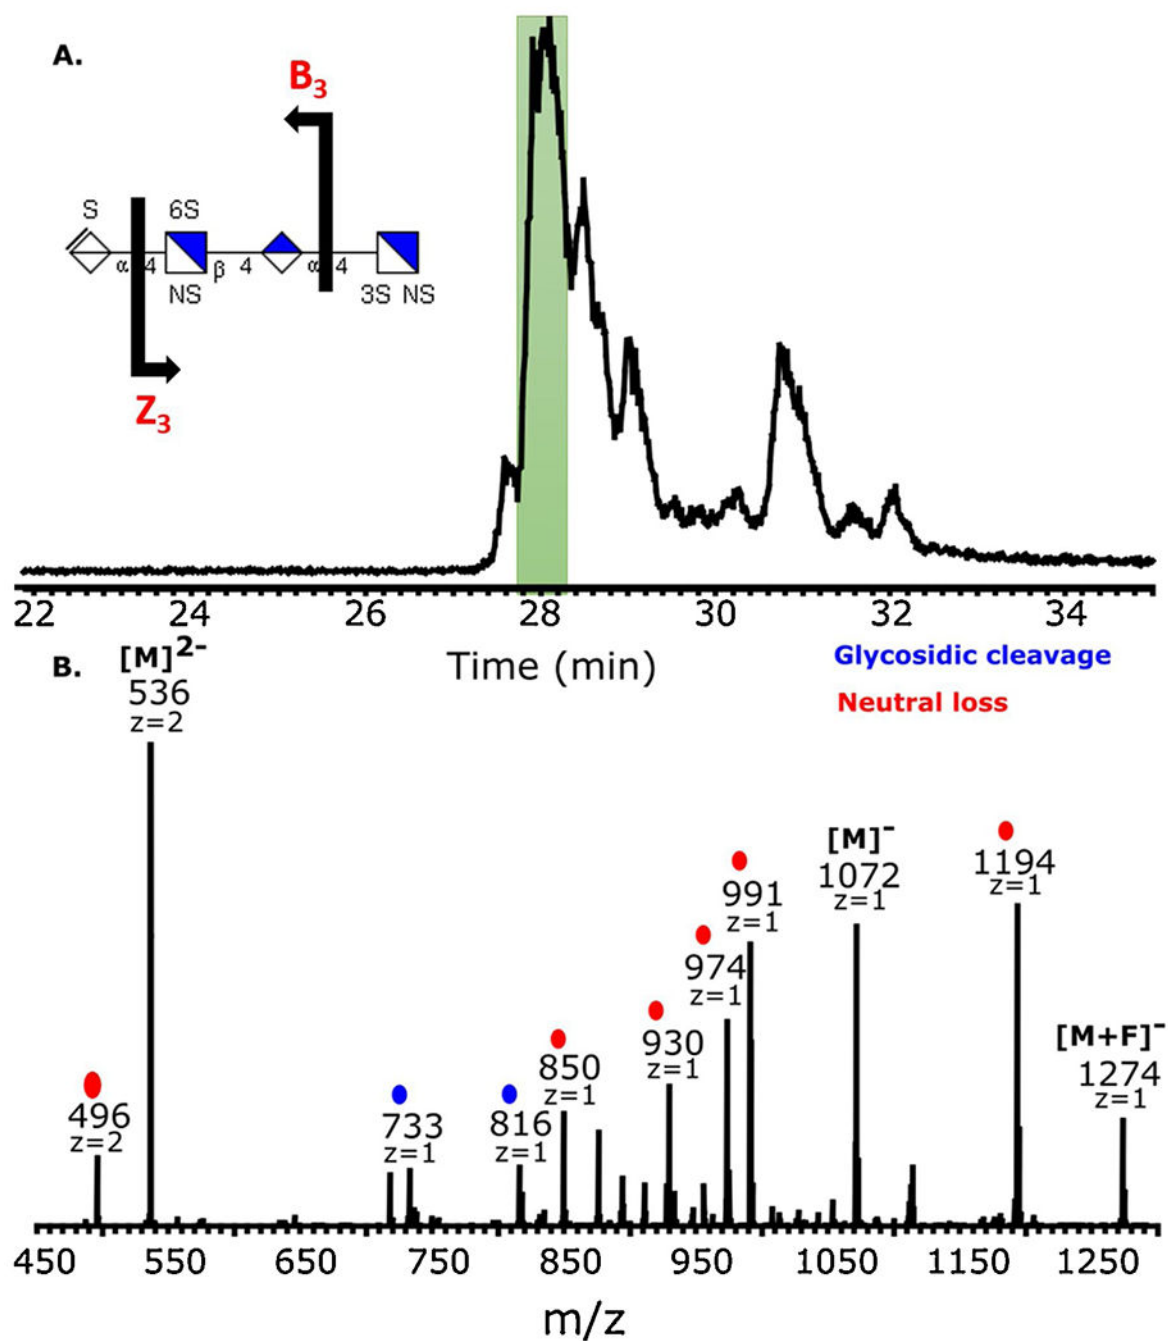 A.
B₃
S
6S
α
4
β
4
α
4
NS
3S NS
Z₃
22
24
26
28
30
32
34
Time (min)
B.
Glycosidic cleavage
Neutral loss
[M]²⁻
536
z=2
496
z=2
733
z=1
816
z=1
850
z=1
930
z=1
974
z=1
991
z=1
[M]⁻
1072
z=1
1194
z=1
[M+F]⁻
1274
z=1
450
550
650
750
850
950
1050
1150
1250
m/z